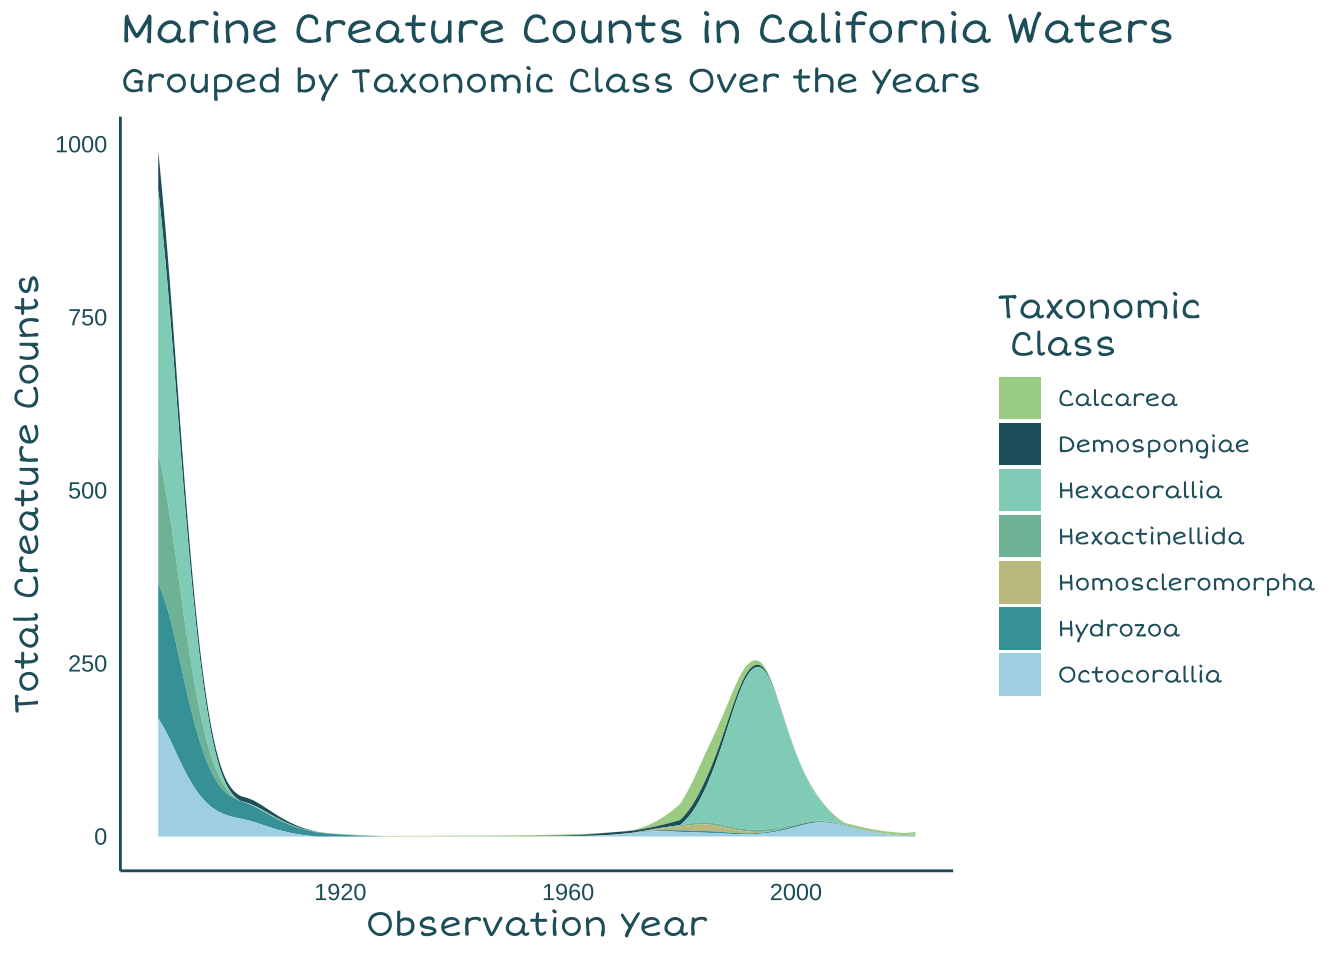 Marine Creature Counts in California Waters
Grouped by Taxonomic Class Over the Years
Total Creature Counts
1000
750
500
250
0
1920
1960
2000
Observation Year
Taxonomic
Class
Calcarea
Demospongiae
Hexacorallia
Hexactinellida
Homoscleromorpha
Hydrozoa
Octocorallia